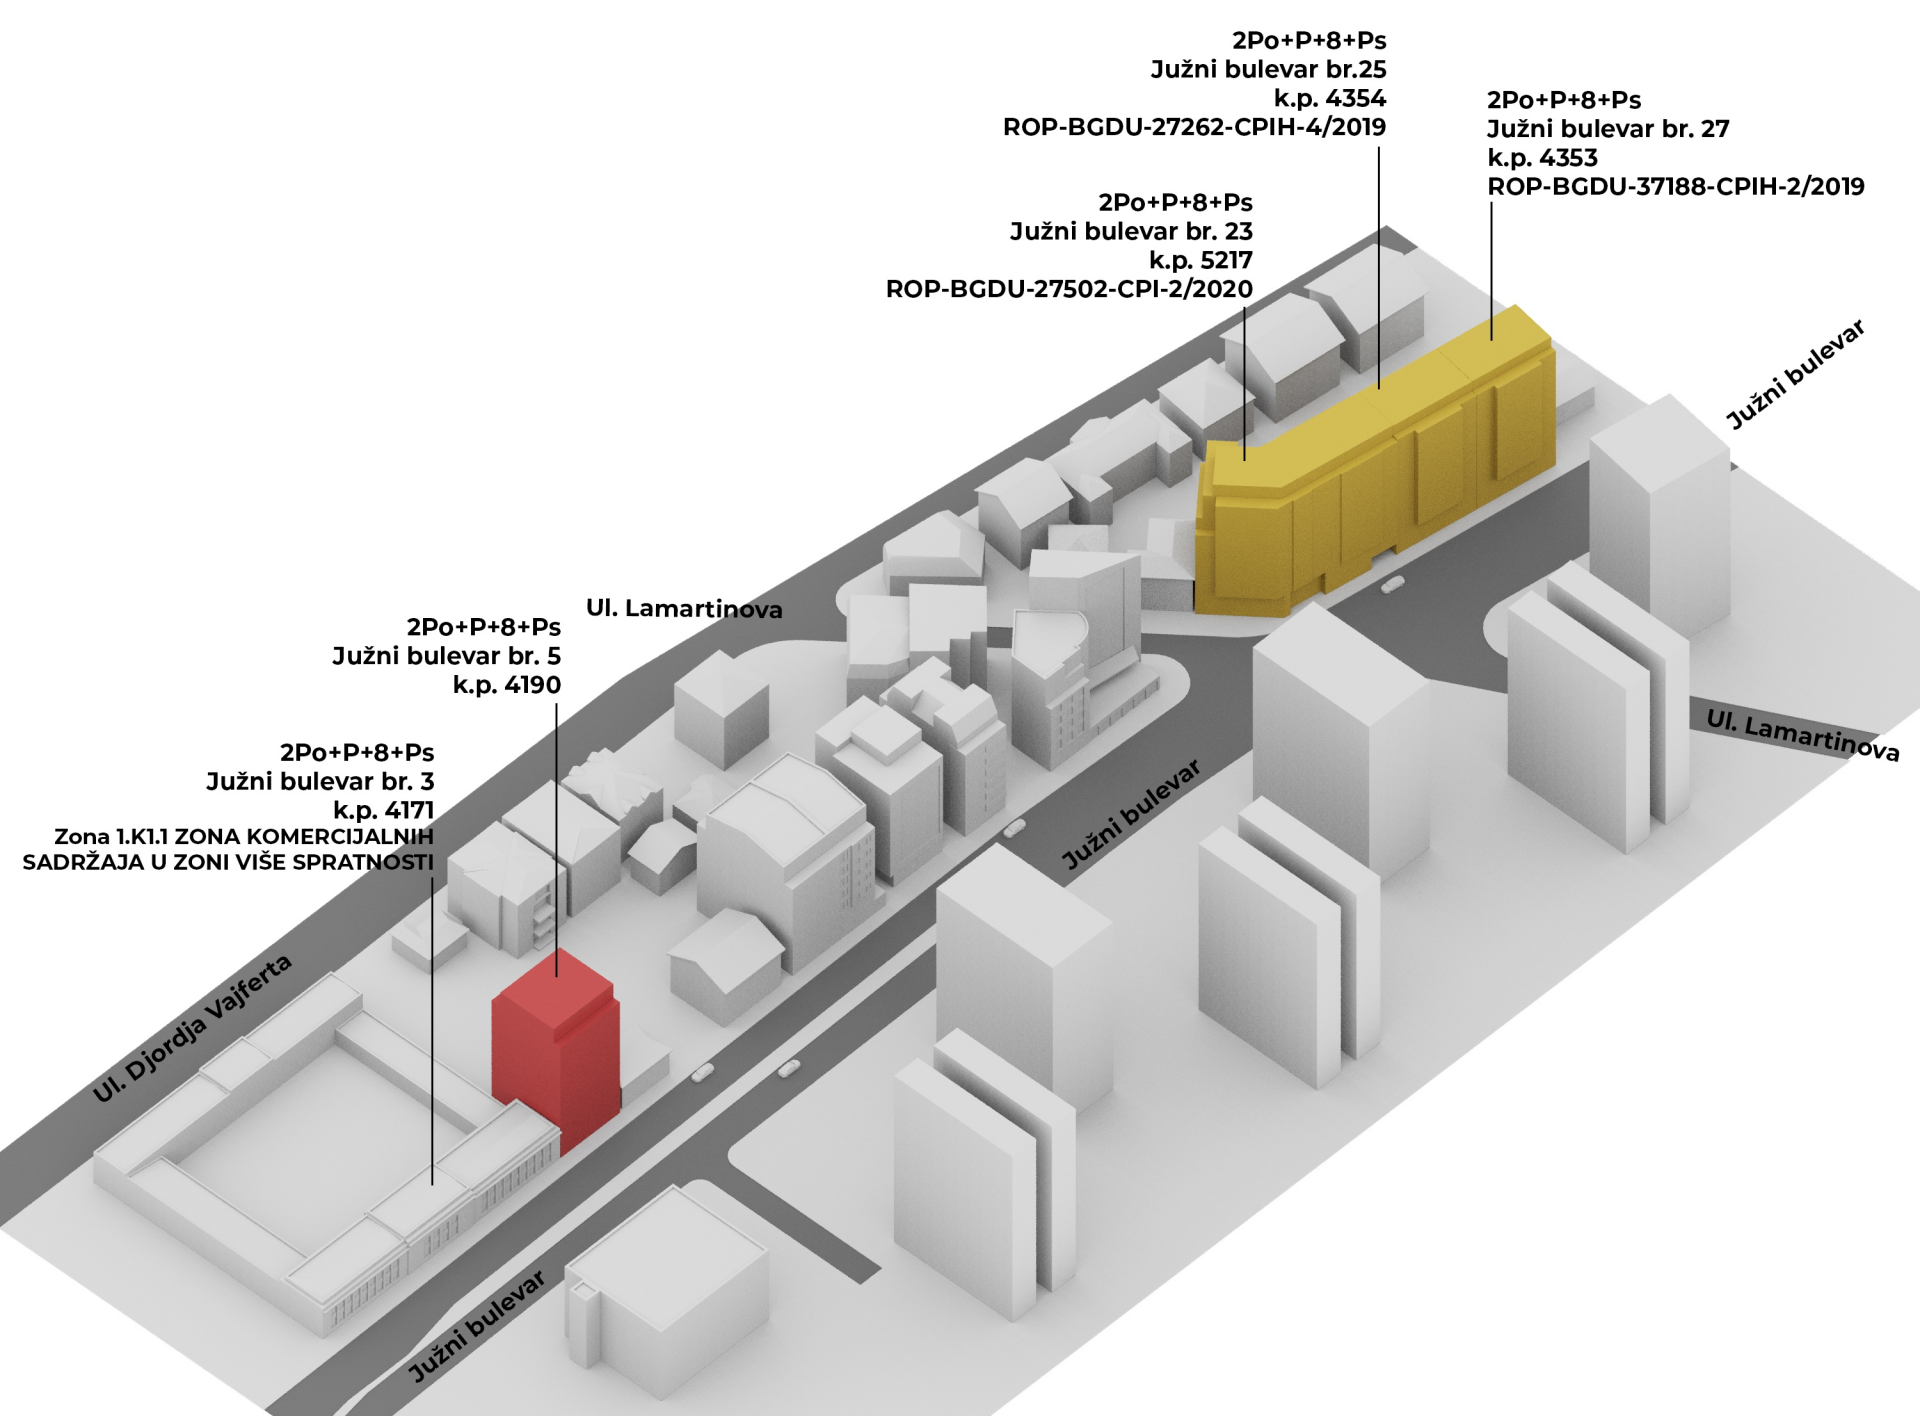 2Po+P+8+Ps
Južni bulevar br.25
k.p. 4354
ROP-BGDU-27262-CPIH-4/2019
2Po+P+8+Ps
Južni bulevar br. 27
k.p. 4353
ROP-BGDU-37188-CPIH-2/2019
2Po+P+8+Ps
Južni bulevar br. 23
k.p. 5217
ROP-BGDU-27502-CPI-2/2020
Južni bulevar
Ul. Lamartinova
2Po+P+8+Ps
Južni bulevar br. 5
k.p. 4190
Ul. Lamartinova
2Po+P+8+Ps
Južni bulevar br. 3
k.p. 4171
Zona 1.K1.1 ZONA KOMERCIJALNIH
SADRŽAJA U ZONI VIŠE SPRATNOSTI
Južni bulevar
Ul. Djordja Vajferta
Južni bulevar